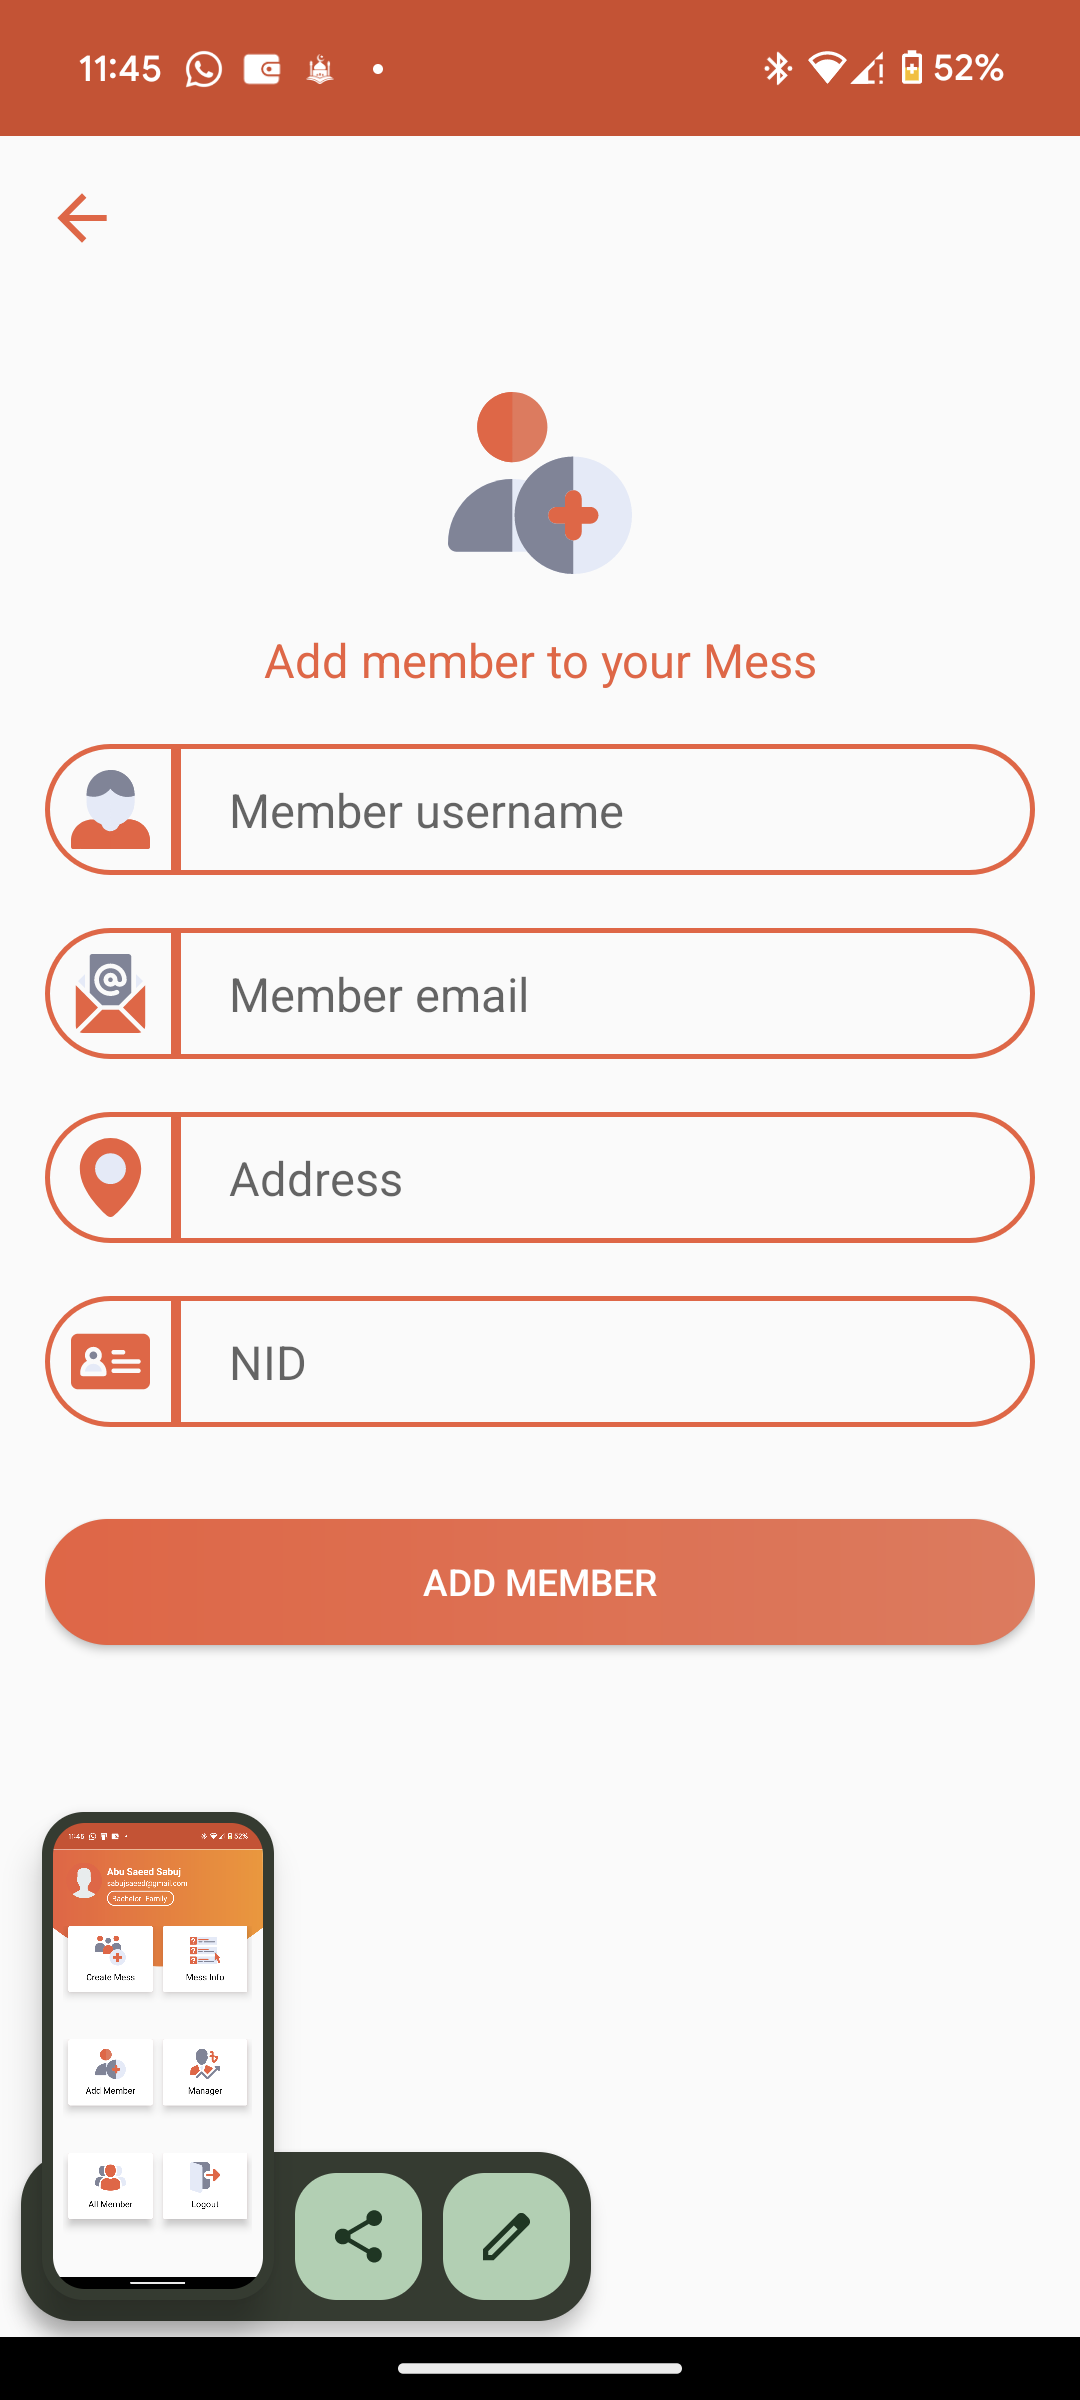 11:45 52%
Add member to your Mess
Member username
Member email
Address
NID
ADD MEMBER
11:45 52%
Abu Saeed Sabuj
sabujsaeed@gmail.com
Bachelor Family
Create Mess Mess Info
Add Member Manager
All Member Logout